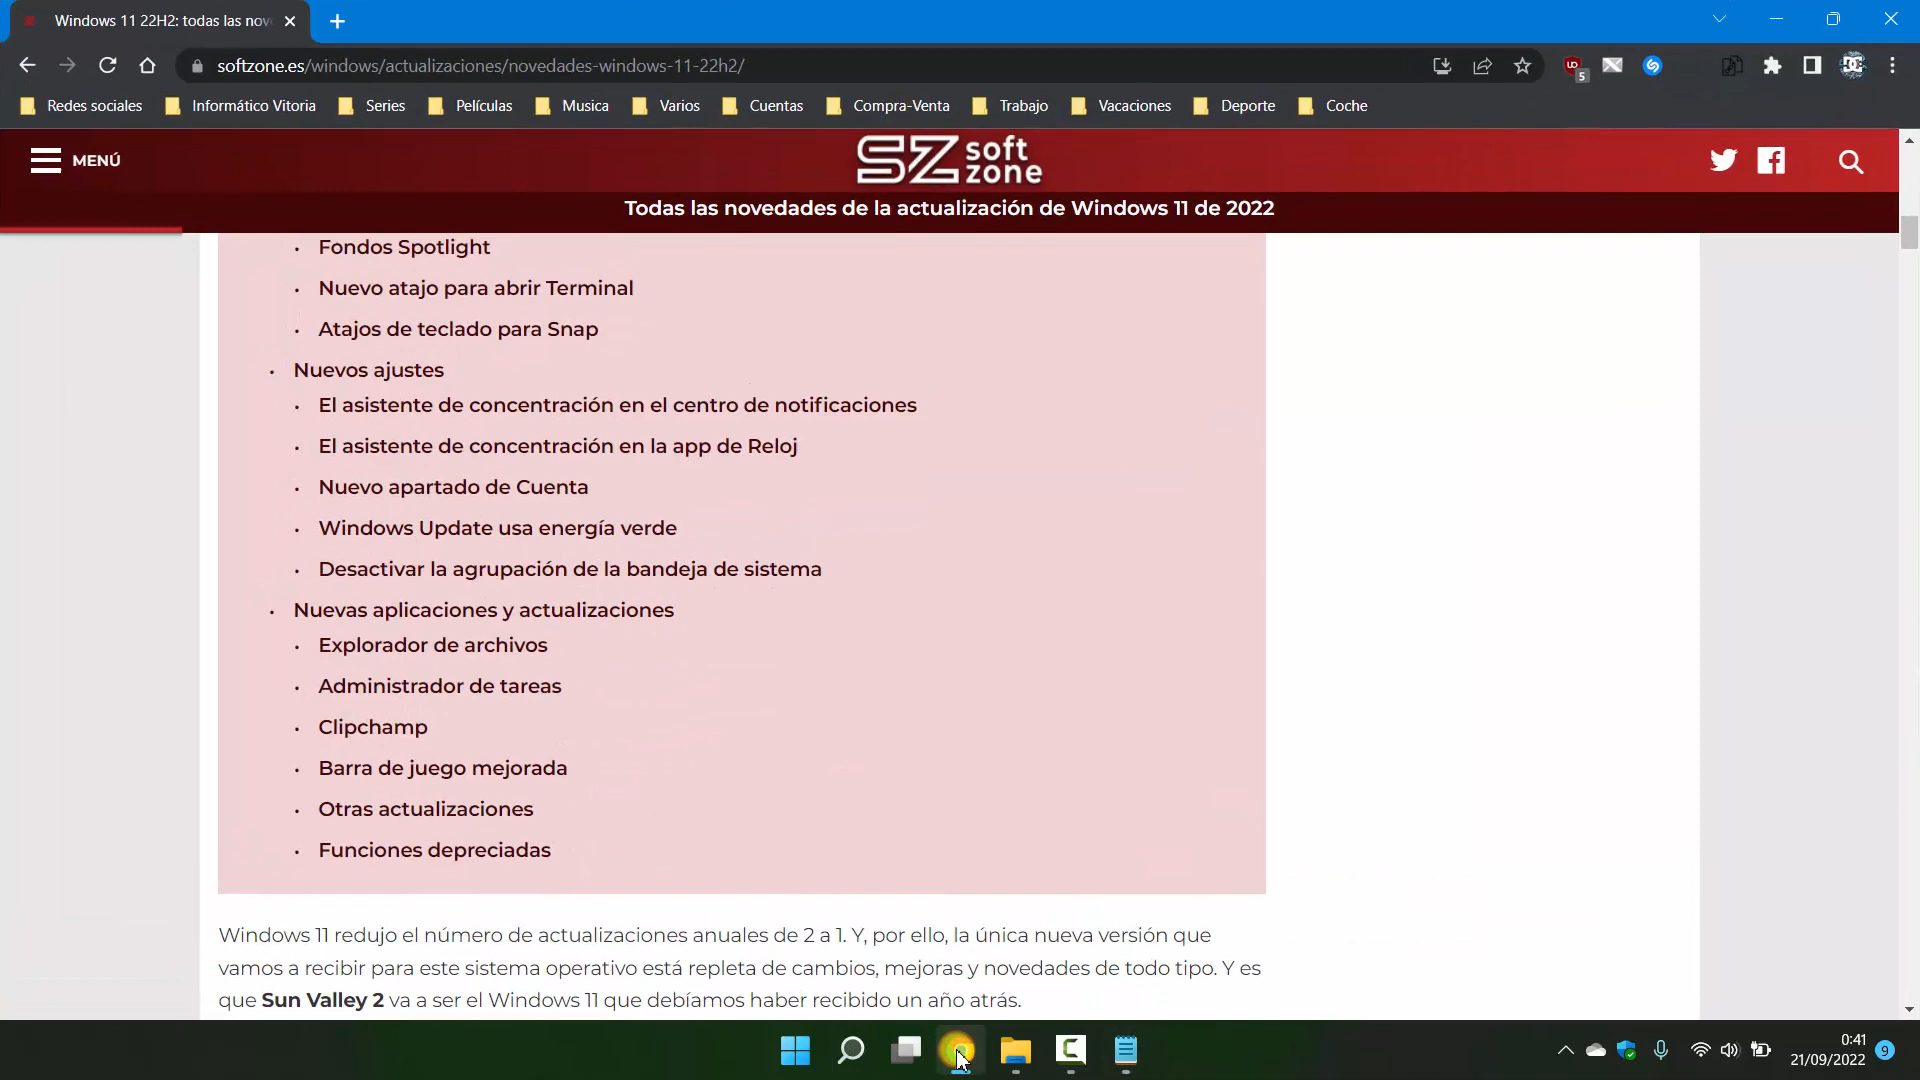 Windows 11 22H2: todas las nov
softzone.es/windows/actualizaciones/novedades-windows-11-22h2/
5
Redes sociales
Informático Vitoria
Series
Películas
Musica
Varios
Cuentas
Compra-Venta
Trabajo
Vacaciones
Deporte
Coche
MENÚ
SZ soft zone
Todas las novedades de la actualización de Windows 11 de 2022
Fondos Spotlight
Nuevo atajo para abrir Terminal
Atajos de teclado para Snap
Nuevos ajustes
El asistente de concentración en el centro de notificaciones
El asistente de concentración en la app de Reloj
Nuevo apartado de Cuenta
Windows Update usa energía verde
Desactivar la agrupación de la bandeja de sistema
Nuevas aplicaciones y actualizaciones
Explorador de archivos
Administrador de tareas
Clipchamp
Barra de juego mejorada
Otras actualizaciones
Funciones depreciadas
Windows 11 redujo el número de actualizaciones anuales de 2 a 1. Y, por ello, la única nueva versión que
vamos a recibir para este sistema operativo está repleta de cambios, mejoras y novedades de todo tipo. Y es
que Sun Valley 2 va a ser el Windows 11 que debíamos haber recibido un año atrás.
0:41
21/09/2022
9